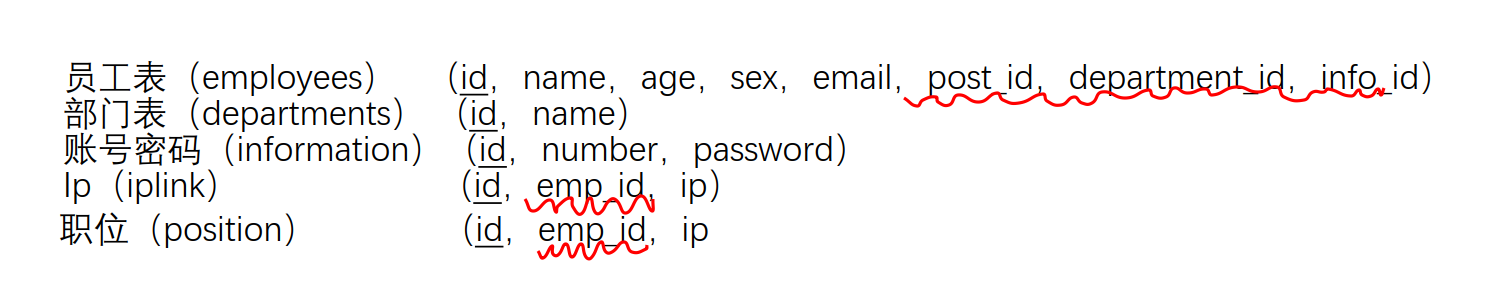 员工表（employees） （id，name，age，sex，email，post_id，department_id，info_id）
部门表（departments） （id，name）
账号密码（information） （id，number，password）
Ip（iplink） （id，emp_id，ip）
职位（position） （id，emp_id，ip